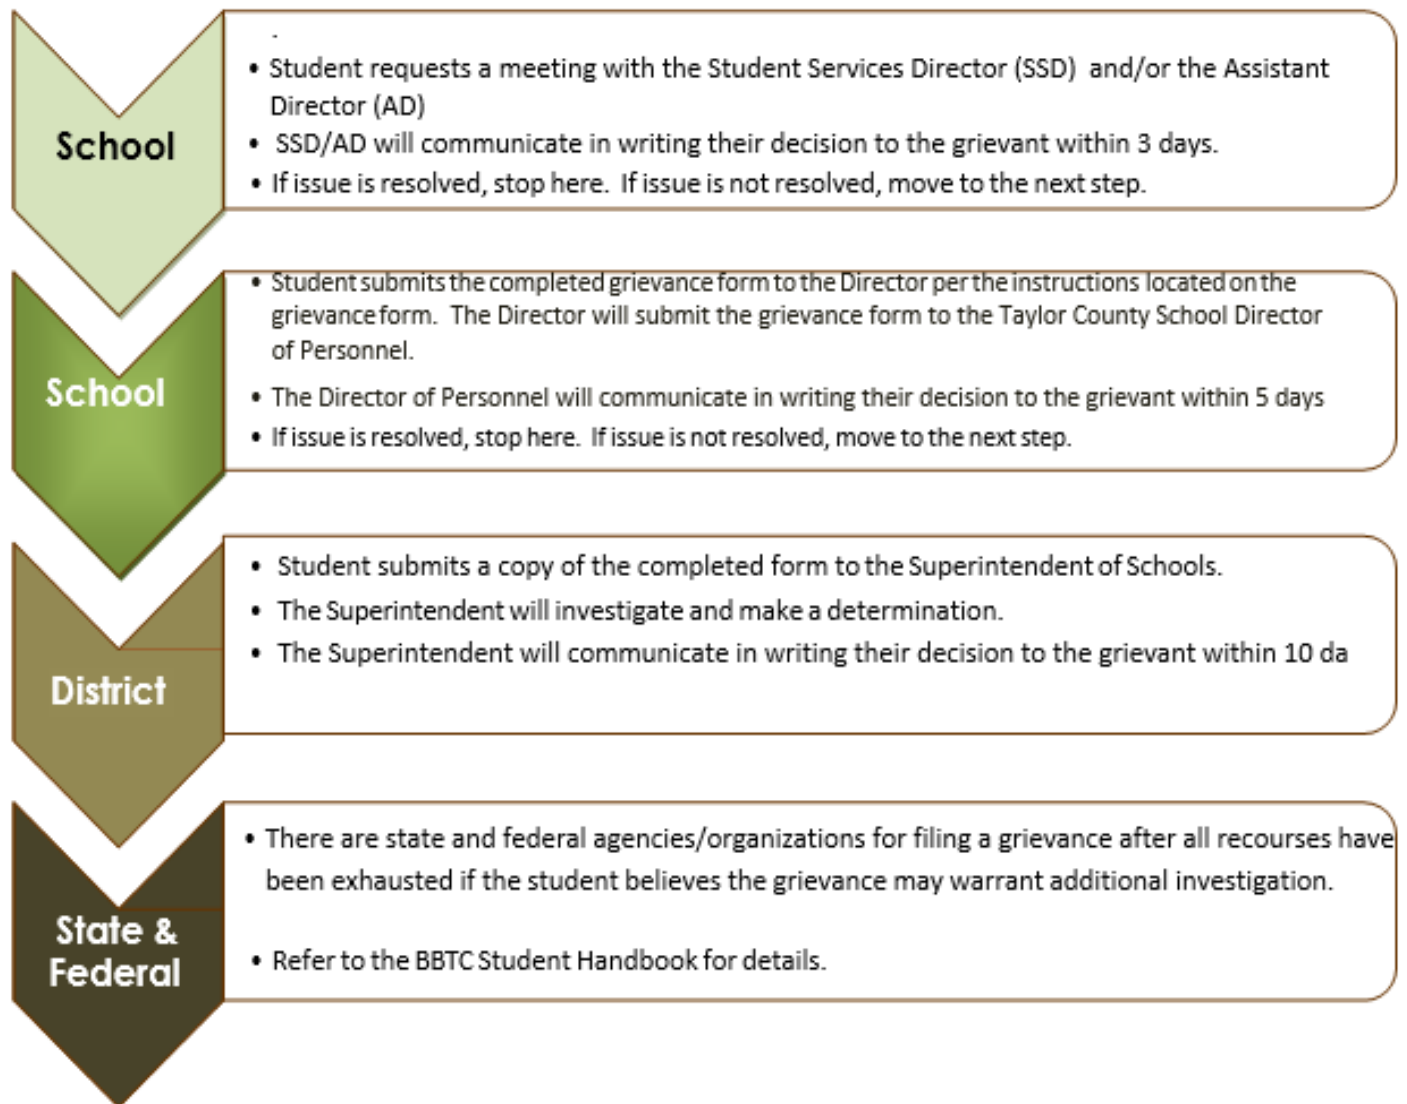 .
• Student requests a meeting with the Student Services Director (SSD) and/or the Assistant
Director (AD)
• SSD/AD will communicate in writing their decision to the grievant within 3 days.
• If issue is resolved, stop here. If issue is not resolved, move to the next step.
School
• Student submits the completed grievance form to the Director per the instructions located on the
grievance form. The Director will submit the grievance form to the Taylor County School Director
of Personnel.
• The Director of Personnel will communicate in writing their decision to the grievant within 5 days
• If issue is resolved, stop here. If issue is not resolved, move to the next step.
School
• Student submits a copy of the completed form to the Superintendent of Schools.
• The Superintendent will investigate and make a determination.
• The Superintendent will communicate in writing their decision to the grievant within 10 da
District
• There are state and federal agencies/organizations for filing a grievance after all recourses have
been exhausted if the student believes the grievance may warrant additional investigation.
• Refer to the BBTC Student Handbook for details.
State &
Federal